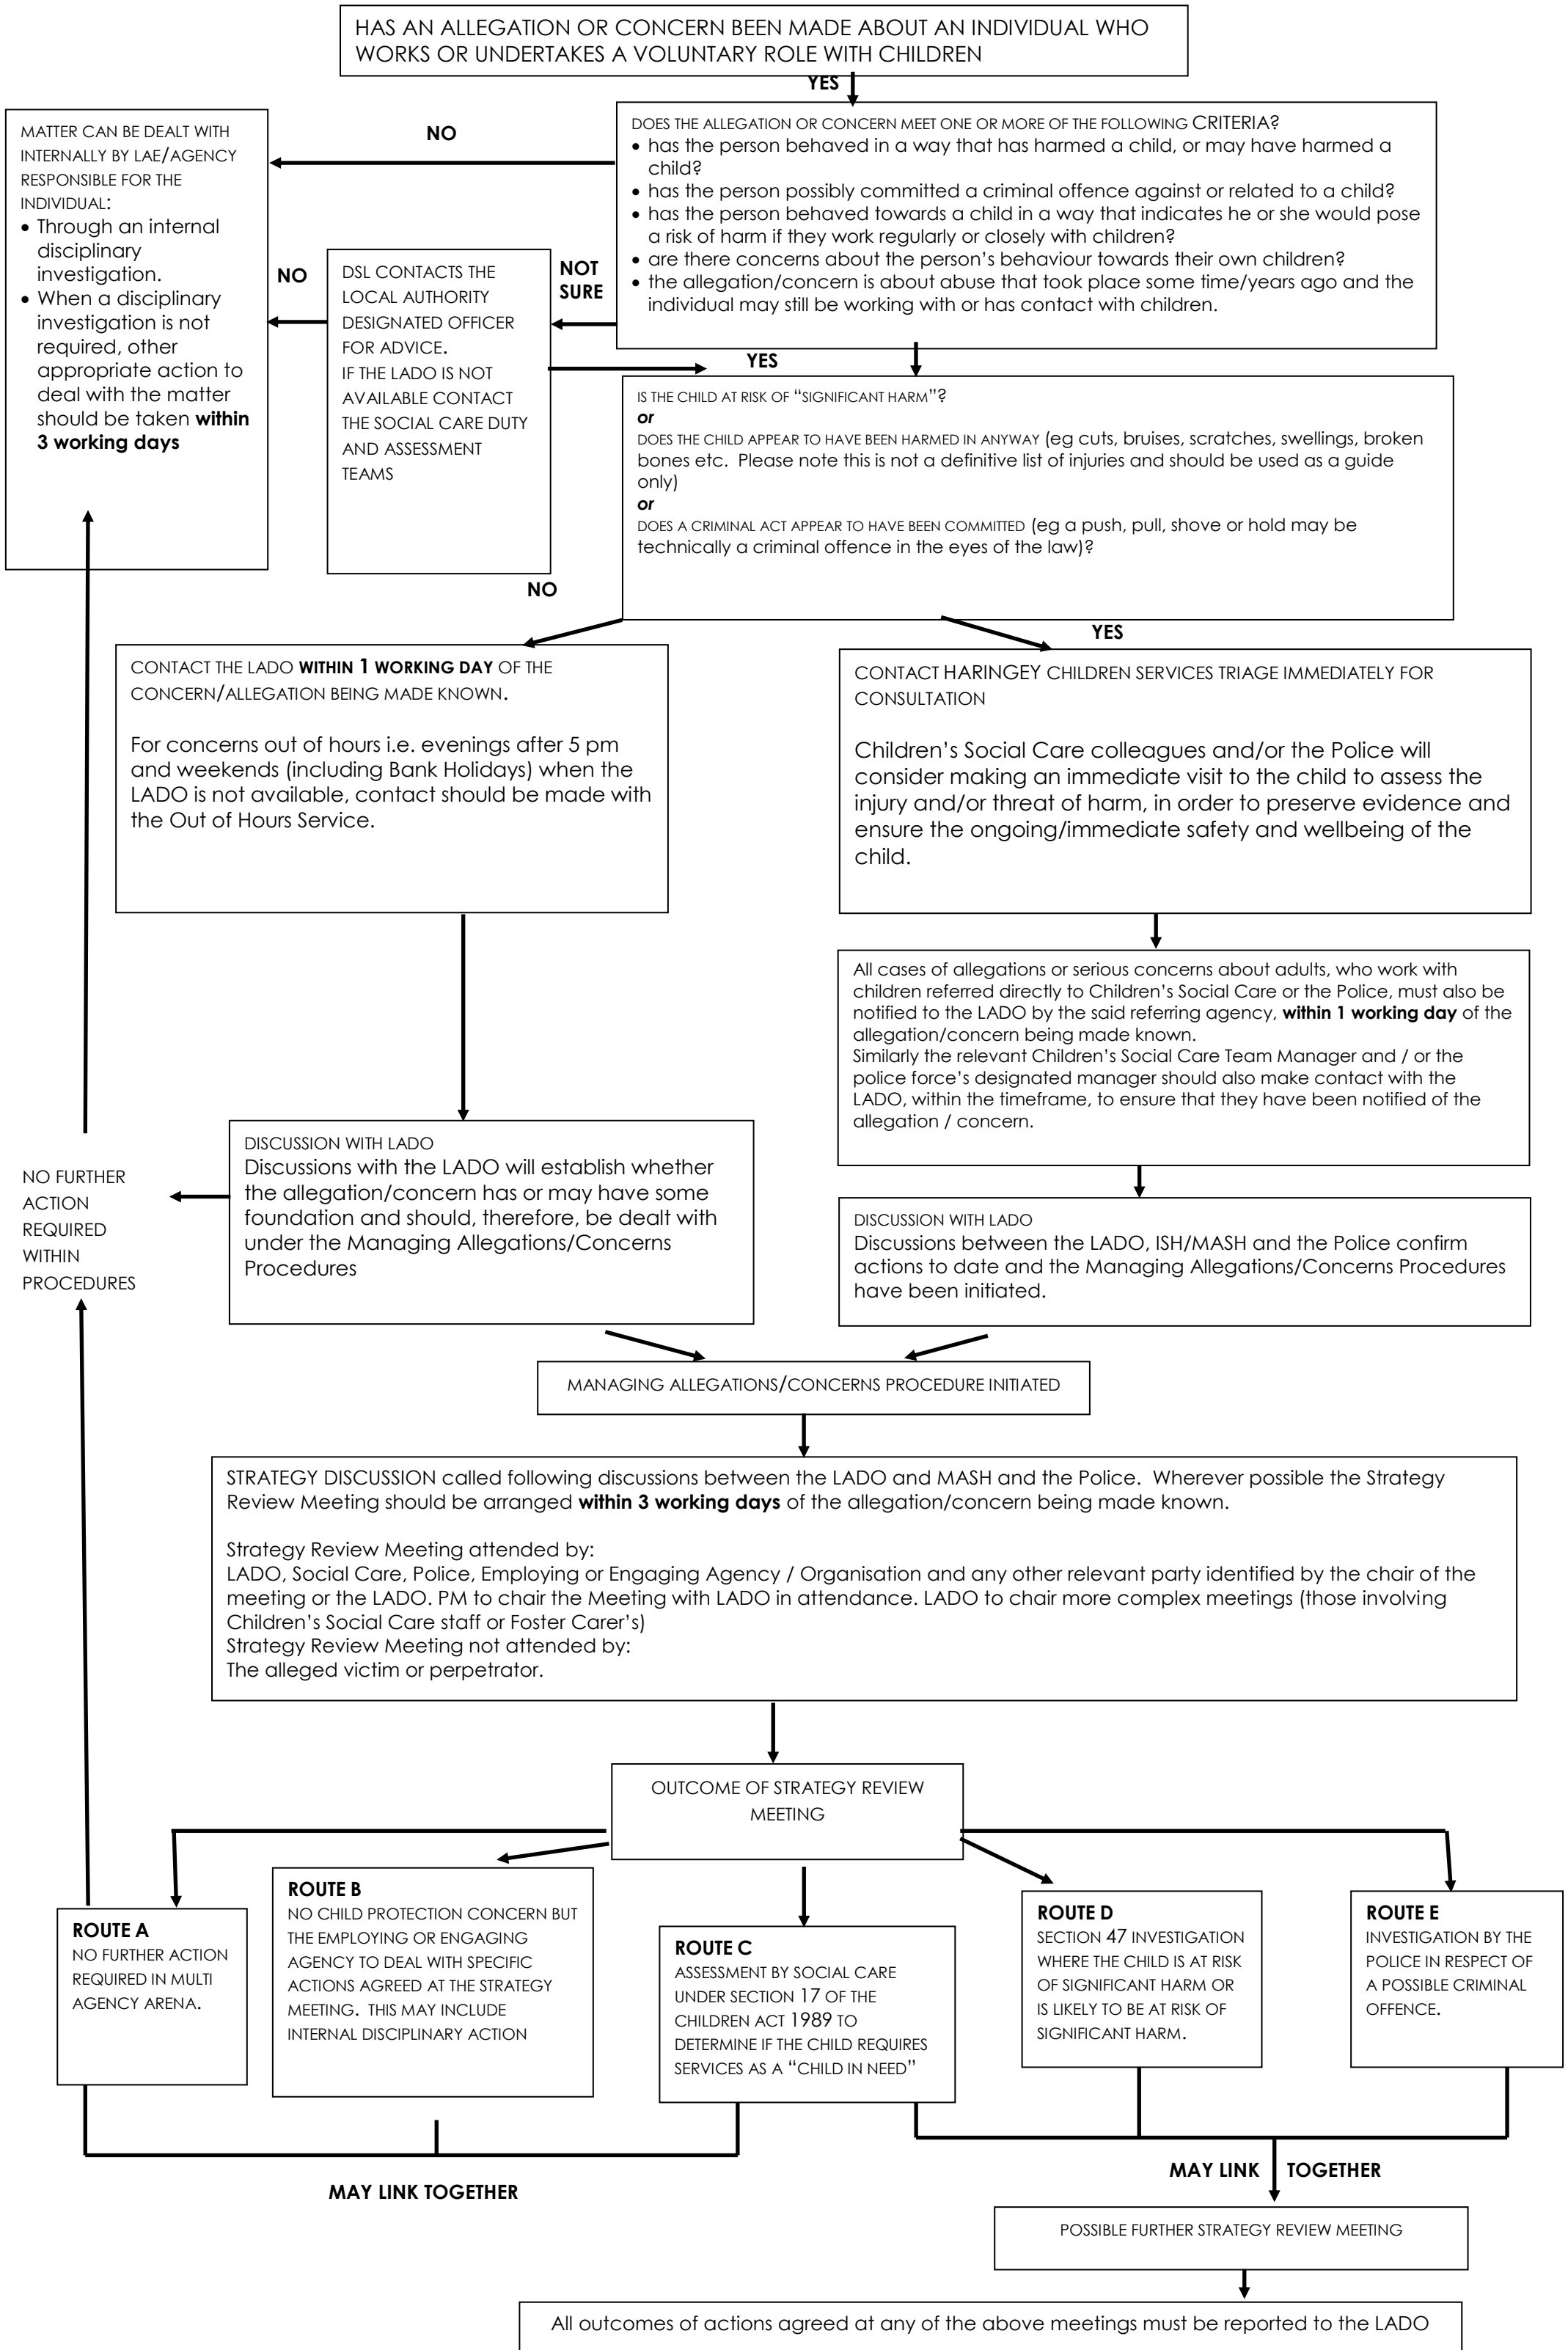 HAS AN ALLEGATION OR CONCERN BEEN MADE ABOUT AN INDIVIDUAL WHO
WORKS OR UNDERTAKES A VOLUNTARY ROLE WITH CHILDREN
YES
DOES THE ALLEGATION OR CONCERN MEET ONE OR MORE OF THE FOLLOWING CRITERIA?
• has the person behaved in a way that has harmed a child, or may have harmed a
child?
• has the person possibly committed a criminal offence against or related to a child?
• has the person behaved towards a child in a way that indicates he or she would pose
a risk of harm if they work regularly or closely with children?
• are there concerns about the person's behaviour towards their own children?
• the allegation/concern is about abuse that took place some time/years ago and the
individual may still be working with or has contact with children.
NO
MATTER CAN BE DEALT WITH
INTERNALLY BY LAE/AGENCY
RESPONSIBLE FOR THE
INDIVIDUAL:
• Through an internal
disciplinary
investigation.
• When a disciplinary
investigation is not
required, other
appropriate action to
deal with the matter
should be taken within
3 working days
NO
DSL CONTACTS THE
LOCAL AUTHORITY
DESIGNATED OFFICER
FOR ADVICE.
IF THE LADO IS NOT
AVAILABLE CONTACT
THE SOCIAL CARE DUTY
AND ASSESSMENT
TEAMS
NOT
SURE
YES
IS THE CHILD AT RISK OF “SIGNIFICANT HARM”?
or
DOES THE CHILD APPEAR TO HAVE BEEN HARMED IN ANYWAY (eg cuts, bruises, scratches, swellings, broken
bones etc. Please note this is not a definitive list of injuries and should be used as a guide
only)
or
DOES A CRIMINAL ACT APPEAR TO HAVE BEEN COMMITTED (eg a push, pull, shove or hold may be
technically a criminal offence in the eyes of the law)?
NO
YES
CONTACT THE LADO WITHIN 1 WORKING DAY OF THE
CONCERN/ALLEGATION BEING MADE KNOWN.
For concerns out of hours i.e. evenings after 5 pm
and weekends (including Bank Holidays) when the
LADO is not available, contact should be made with
the Out of Hours Service.
CONTACT HARINGEY CHILDREN SERVICES TRIAGE IMMEDIATELY FOR
CONSULTATION
Children's Social Care colleagues and/or the Police will
consider making an immediate visit to the child to assess the
injury and/or threat of harm, in order to preserve evidence and
ensure the ongoing/immediate safety and wellbeing of the
child.
All cases of allegations or serious concerns about adults, who work with
children referred directly to Children's Social Care or the Police, must also be
notified to the LADO by the said referring agency, within 1 working day of the
allegation/concern being made known.
Similarly the relevant Children's Social Care Team Manager and / or the
police force's designated manager should also make contact with the
LADO, within the timeframe, to ensure that they have been notified of the
allegation / concern.
NO FURTHER
ACTION
REQUIRED
WITHIN
PROCEDURES
DISCUSSION WITH LADO
Discussions with the LADO will establish whether
the allegation/concern has or may have some
foundation and should, therefore, be dealt with
under the Managing Allegations/Concerns
Procedures
DISCUSSION WITH LADO
Discussions between the LADO, ISH/MASH and the Police confirm
actions to date and the Managing Allegations/Concerns Procedures
have been initiated.
MANAGING ALLEGATIONS/CONCERNS PROCEDURE INITIATED
STRATEGY DISCUSSION called following discussions between the LADO and MASH and the Police. Wherever possible the Strategy
Review Meeting should be arranged within 3 working days of the allegation/concern being made known.
Strategy Review Meeting attended by:
LADO, Social Care, Police, Employing or Engaging Agency / Organisation and any other relevant party identified by the chair of the
meeting or the LADO. PM to chair the Meeting with LADO in attendance. LADO to chair more complex meetings (those involving
Children's Social Care staff or Foster Carer's)
Strategy Review Meeting not attended by:
The alleged victim or perpetrator.
OUTCOME OF STRATEGY REVIEW
MEETING
ROUTE A
NO FURTHER ACTION
REQUIRED IN MULTI
AGENCY ARENA.
ROUTE B
NO CHILD PROTECTION CONCERN BUT
THE EMPLOYING OR ENGAGING
AGENCY TO DEAL WITH SPECIFIC
ACTIONS AGREED AT THE STRATEGY
MEETING. THIS MAY INCLUDE
INTERNAL DISCIPLINARY ACTION
ROUTE C
ASSESSMENT BY SOCIAL CARE
UNDER SECTION 17 OF THE
CHILDREN ACT 1989 TO
DETERMINE IF THE CHILD REQUIRES
SERVICES AS A “CHILD IN NEED”
ROUTE D
SECTION 47 INVESTIGATION
WHERE THE CHILD IS AT RISK
OF SIGNIFICANT HARM OR
IS LIKELY TO BE AT RISK OF
SIGNIFICANT HARM.
ROUTE E
INVESTIGATION BY THE
POLICE IN RESPECT OF
A POSSIBLE CRIMINAL
OFFENCE.
MAY LINK TOGETHER
MAY LINK TOGETHER
POSSIBLE FURTHER STRATEGY REVIEW MEETING
All outcomes of actions agreed at any of the above meetings must be reported to the LADO